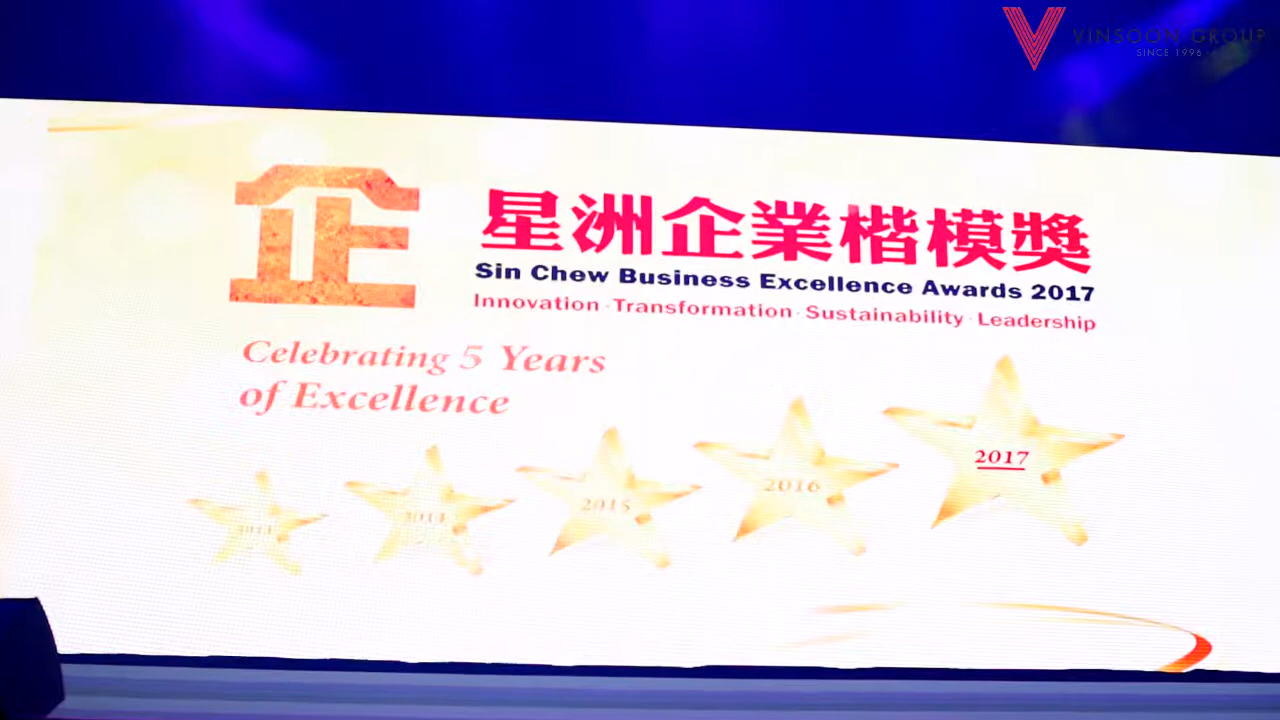 VINSOON GROUP
SINCE 1996
企
星洲企業楷模獎
Sin Chew Business Excellence Awards 2017
Innovation · Transformation · Sustainability · Leadership
Celebrating 5 Years
of Excellence
2015
2016
2017